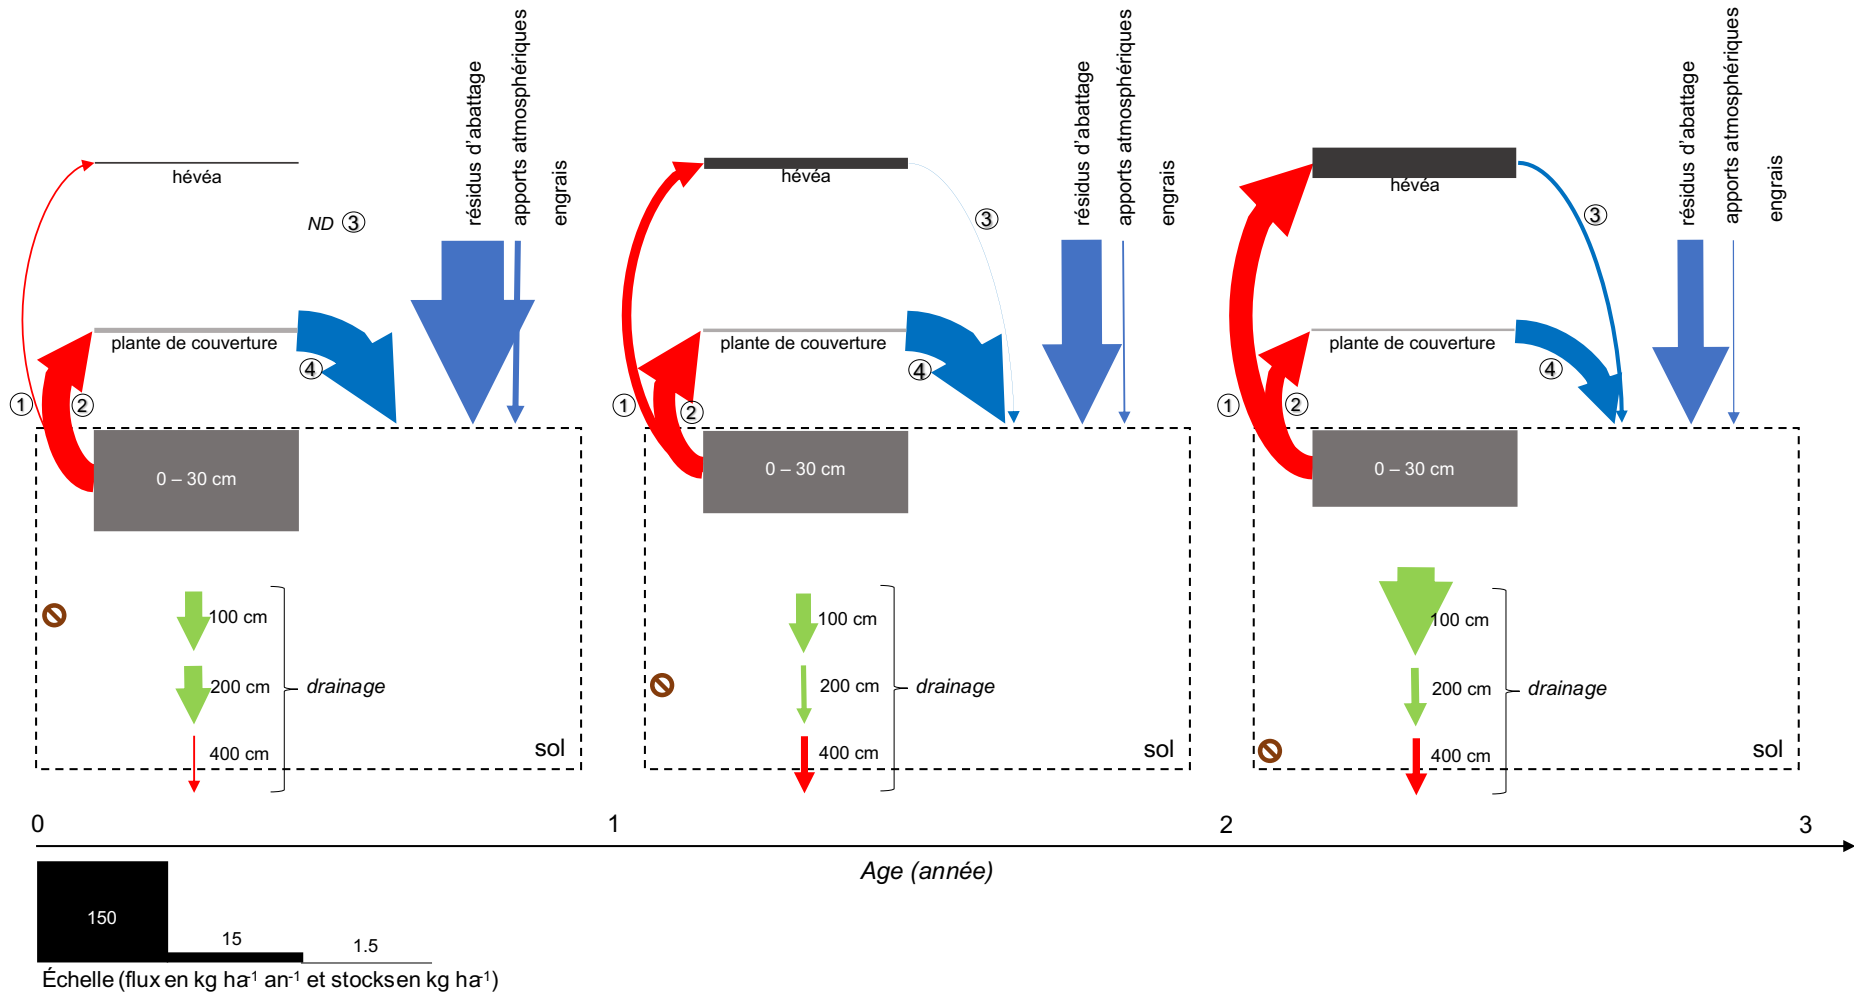 résidus d'abattage
apports atmosphériques
engrais
hévéa
ND ③
plante de couverture
④
①
②
0 – 30 cm
100 cm
200 cm
drainage
400 cm
sol
résidus d'abattage
apports atmosphériques
engrais
hévéa
③
plante de couverture
④
①
②
0 – 30 cm
100 cm
200 cm
drainage
400 cm
sol
résidus d'abattage
apports atmosphériques
engrais
hévéa
③
plante de couverture
④
①
②
0 – 30 cm
100 cm
200 cm
drainage
400 cm
sol
0 1 2 3
Age (année)
150
15
1.5
Échelle (flux en kg ha⁻¹ an⁻¹ et stocks en kg ha⁻¹)